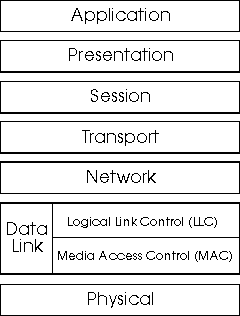 Application
Presentation
Session
Transport
Network
Data
Link
Logical Link Control (LLC)
Media Access Control (MAC)
Physical